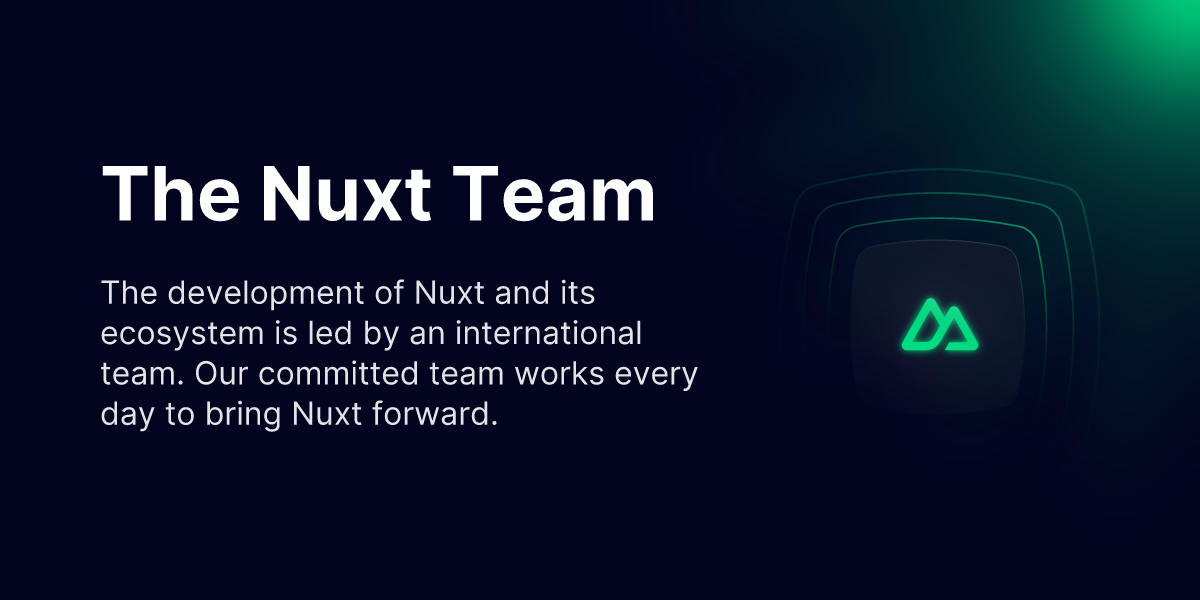 The Nuxt Team
The development of Nuxt and its
ecosystem is led by an international
team. Our committed team works every
day to bring Nuxt forward.